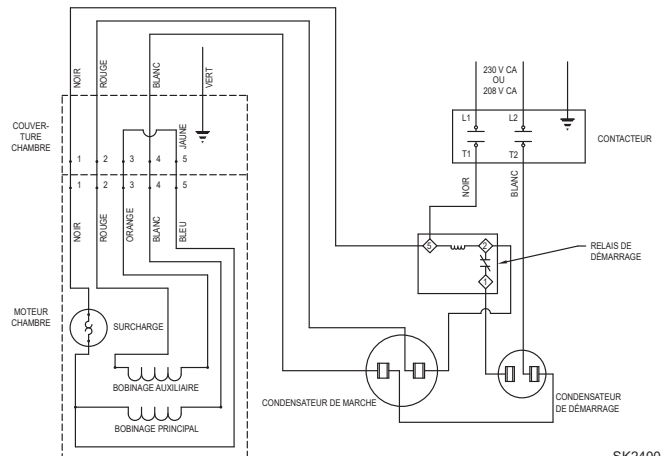 NOIR
ROUGE
BLANC
VERT
230 V CA
OU
208 V CA
L1
L2
CONTACTEUR
T1
T2
NOIR
BLANC
COUVER-
TURE
CHAMBRE
JAUNE
1
2
3
4
5
1
2
3
4
5
NOIR
ROUGE
ORANGE
BLANC
BLEU
5
2
1
RELAIS DE
DÉMARRAGE
MOTEUR
CHAMBRE
SURCHARGE
BOBINAGE AUXILIAIRE
BOBINAGE PRINCIPAL
CONDENSATEUR DE MARCHE
CONDENSATEUR
DE DÉMARRAGE
SK2400